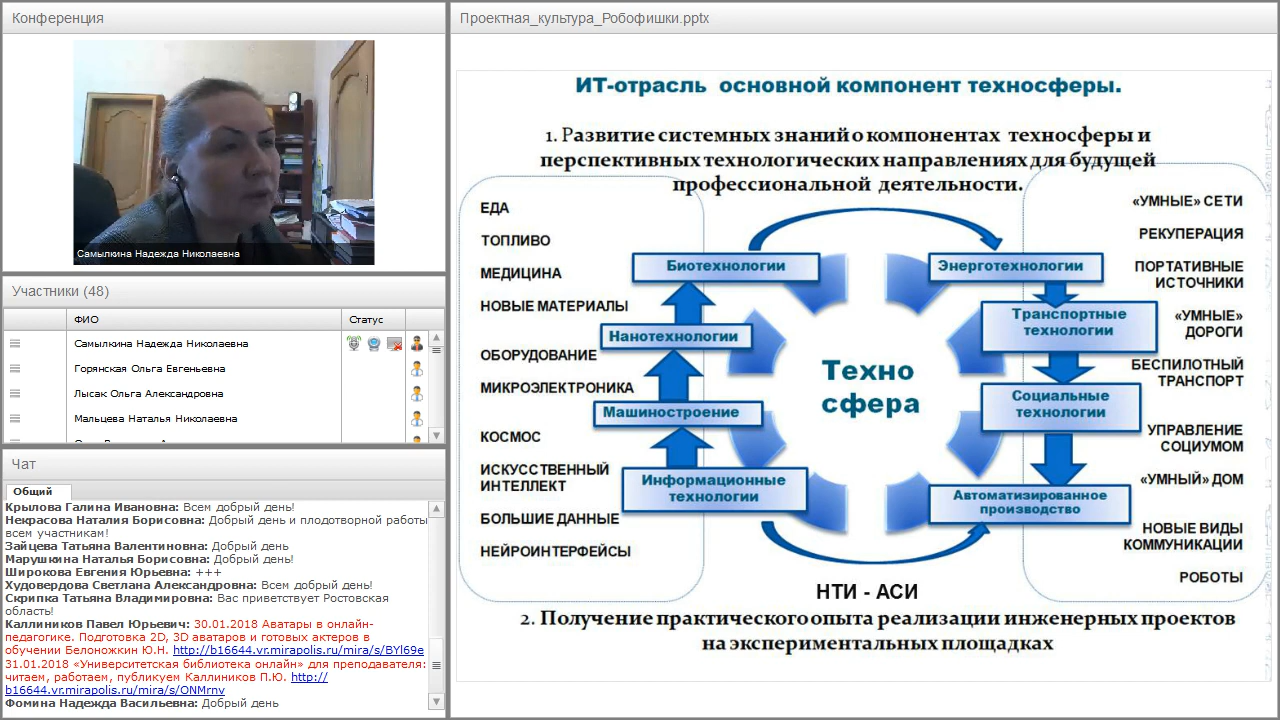 Конференция
Самылкина Надежда Николаевна
Участники (48)
ФИО
Статус
Самылкина Надежда Николаевна
Горянская Ольга Евгеньевна
Лысак Ольга Александровна
Мальцева Наталья Николаевна
Чат
Общий
Крылова Галина Ивановна: Всем добрый день!
Некрасова Наталия Борисовна: Добрый день и плодотворной работы
всем участникам!
Зайцева Татьяна Валентиновна: Добрый день
Марушкина Наталья Борисовна: Добрый день!
Широкова Евгения Юрьевна: +++
Худовердова Светлана Александровна: Всем добрый день!
Скрипка Татьяна Владимировна: Вас приветствует Ростовская
область!
Каллиников Павел Юрьевич: 30.01.2018 Аватары в онлайн-
педагогике. Подготовка 2D, 3D аватаров и готовых актеров в
обучении Белоножкин Ю.Н. http://b16644.vr.mirapolis.ru/mira/s/BYl69e
31.01.2018 «Университетская библиотека онлайн» для преподавателя:
читаем, работаем, публикуем Каллиников П.Ю. http://
b16644.vr.mirapolis.ru/mira/s/ONMrnv
Фомина Надежда Васильевна: Добрый день
Проектная_культура_Робофишки.pptx
ИТ-отрасль основной компонент техносферы.
1. Развитие системных знаний о компонентах техносферы и
перспективных технологических направлениях для будущей
профессиональной деятельности.
ЕДА
ТОПЛИВО
МЕДИЦИНА
НОВЫЕ МАТЕРИАЛЫ
ОБОРУДОВАНИЕ
МИКРОЭЛЕКТРОНИКА
КОСМОС
ИСКУССТВЕННЫЙ
ИНТЕЛЛЕКТ
БОЛЬШИЕ ДАННЫЕ
НЕЙРОИНТЕРФЕЙСЫ
Биотехнологии
Нанотехнологии
Машиностроение
Информационные
технологии
Техно
сфера
Энерготехнологии
Транспортные
технологии
Социальные
технологии
Автоматизированное
производство
«УМНЫЕ» СЕТИ
РЕКУПЕРАЦИЯ
ПОРТАТИВНЫЕ
ИСТОЧНИКИ
«УМНЫЕ»
ДОРОГИ
БЕСПИЛОТНЫЙ
ТРАНСПОРТ
УПРАВЛЕНИЕ
СОЦИУМОМ
«УМНЫЙ» ДОМ
НОВЫЕ ВИДЫ
КОММУНИКАЦИИ
РОБОТЫ
НТИ - АСИ
2. Получение практического опыта реализации инженерных проектов
на экспериментальных площадках